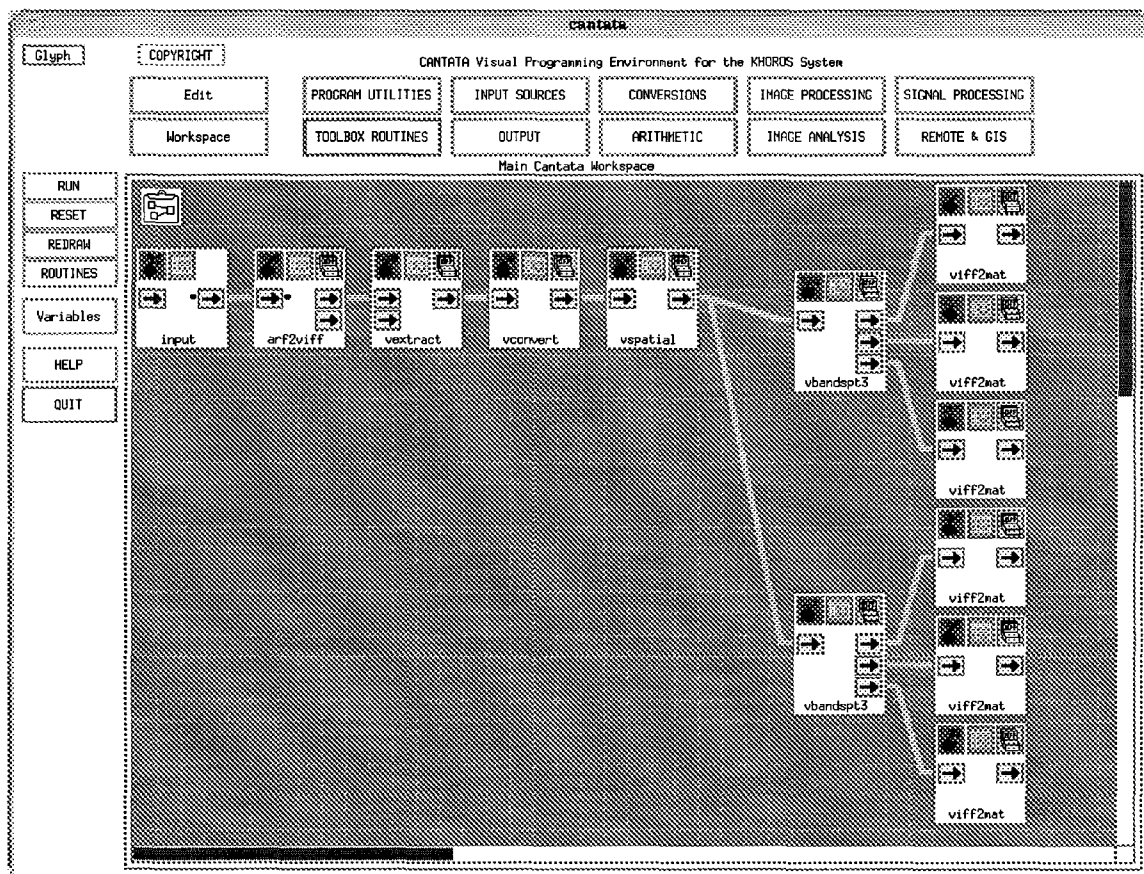 cantata
Glyph
COPYRIGHT
CANTATA Visual Programming Environment for the KHOROS System
Edit
PROGRAM UTILITIES
INPUT SOURCES
CONVERSIONS
IMAGE PROCESSING
SIGNAL PROCESSING
Workspace
TOOLBOX ROUTINES
OUTPUT
ARITHMETIC
IMAGE ANALYSIS
REMOTE & GIS
Main Cantata Workspace
RUN
RESET
REDRAW
ROUTINES
Variables
HELP
QUIT
input
arf2viff
vextract
vconvert
vspatial
vbandspt3
vbandspt3
viff2mat
viff2mat
viff2mat
viff2mat
viff2mat
viff2mat